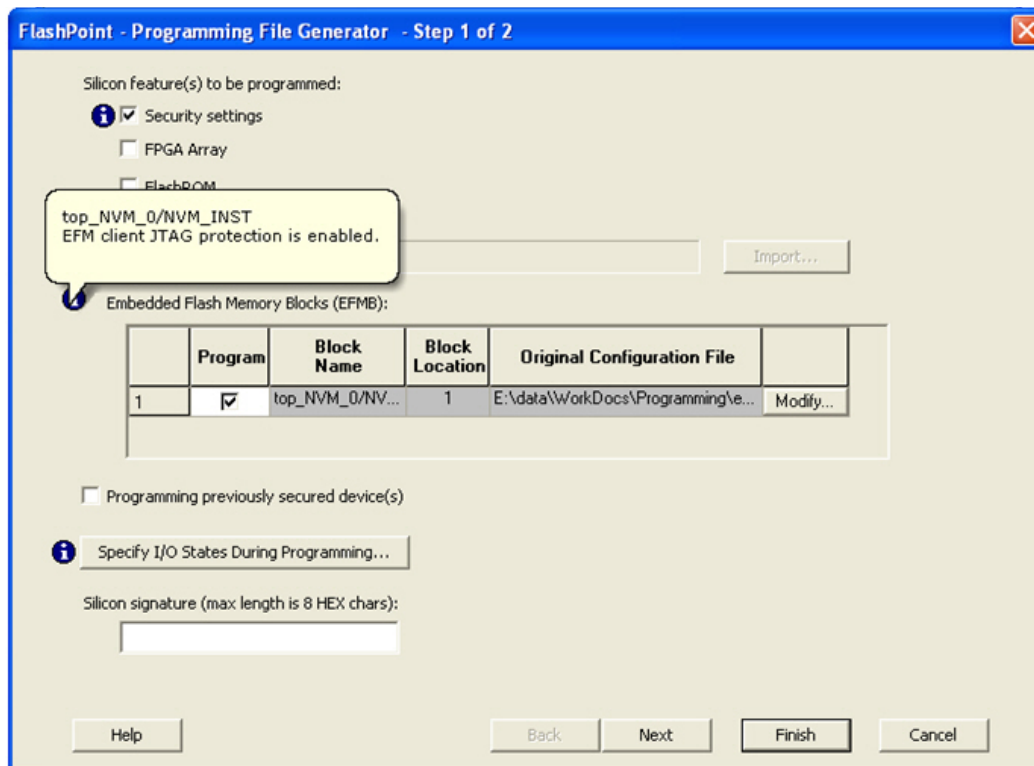 FlashPoint - Programming File Generator - Step 1 of 2
Silicon feature(s) to be programmed:
Security settings
FPGA Array
FlashROM
top_NVM_0/NVM_INST
EFM client JTAG protection is enabled.
Import...
Embedded Flash Memory Blocks (EFMB):
Program Block Name Block Location Original Configuration File
1 top_NVM_0/NV... 1 E:\data\WorkDocs\Programming\e... Modify...
Programming previously secured device(s)
Specify I/O States During Programming...
Silicon signature (max length is 8 HEX chars):
Help Back Next Finish Cancel